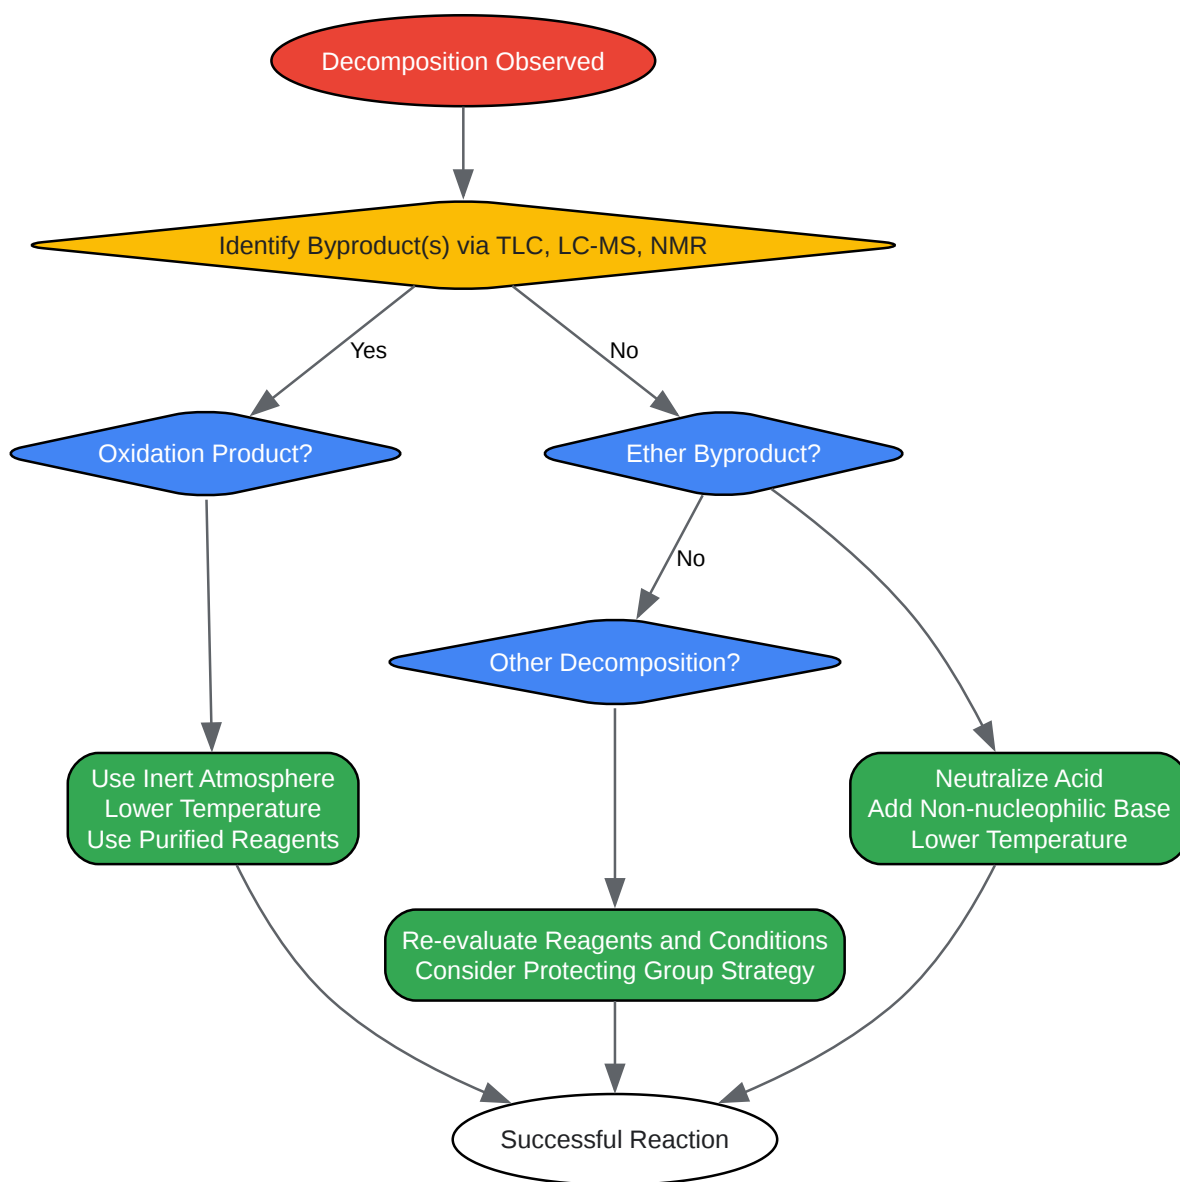 Decomposition Observed
Identify Byproduct(s) via TLC, LC-MS, NMR
Yes
No
Oxidation Product?
Ether Byproduct?
No
Other Decomposition?
Use Inert Atmosphere
Lower Temperature
Use Purified Reagents
Neutralize Acid
Add Non-nucleophilic Base
Lower Temperature
Re-evaluate Reagents and Conditions
Consider Protecting Group Strategy
Successful Reaction